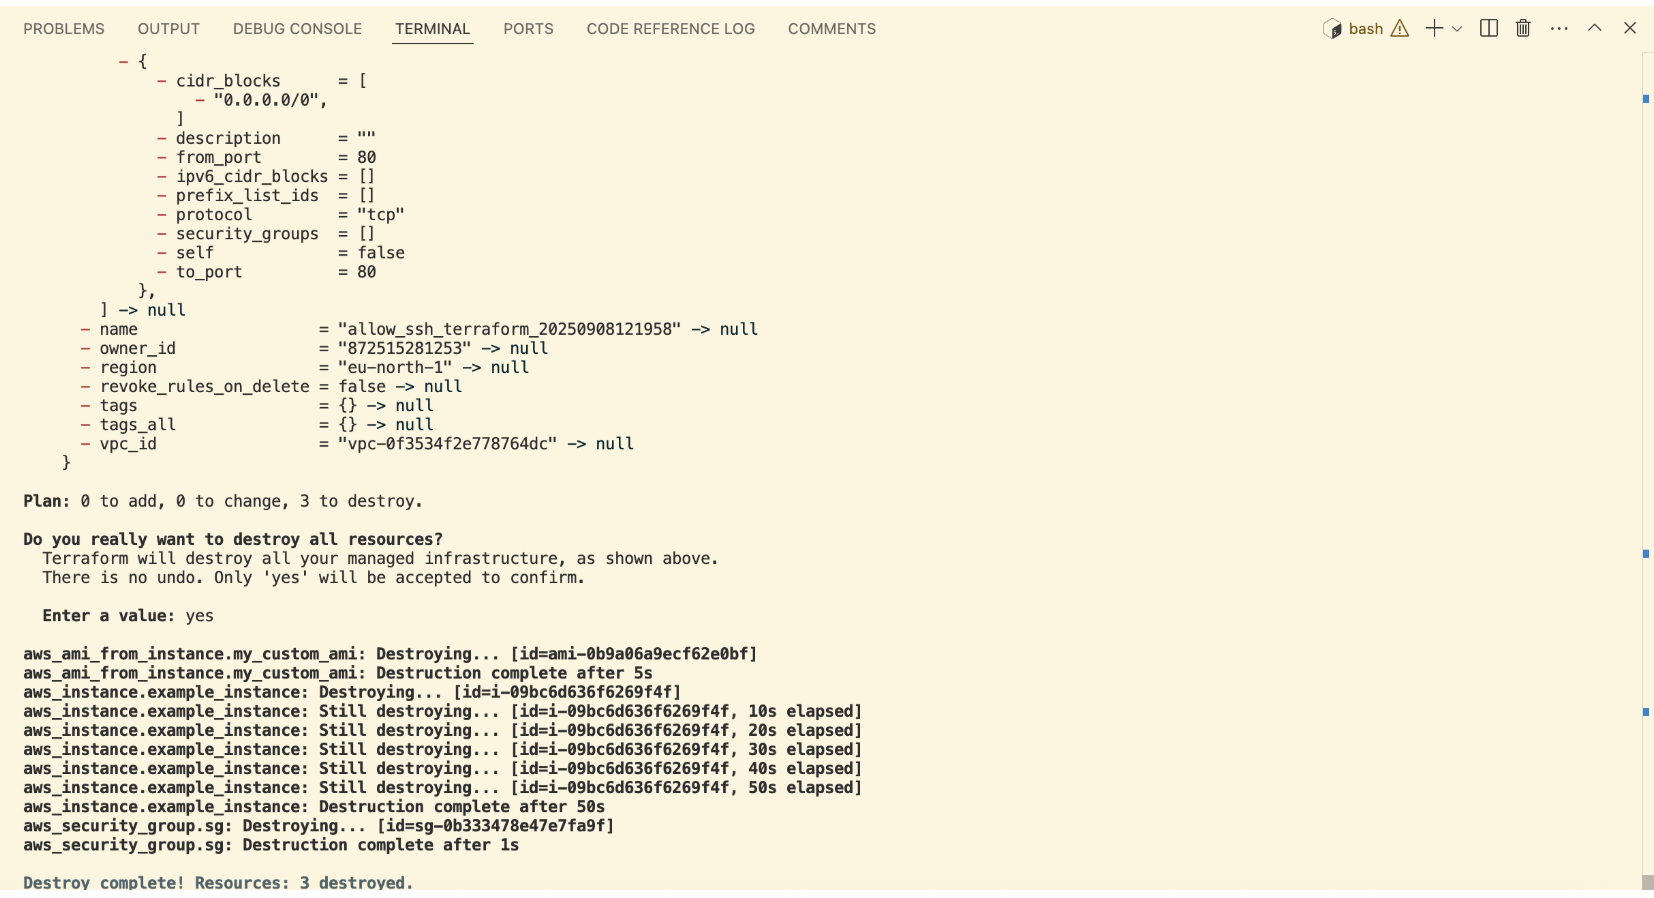 PROBLEMS OUTPUT DEBUG CONSOLE TERMINAL PORTS CODE REFERENCE LOG COMMENTS bash
- {
- cidr_blocks = [
- "0.0.0.0/0",
]
- description = ""
- from_port = 80
- ipv6_cidr_blocks = []
- prefix_list_ids = []
- protocol = "tcp"
- security_groups = []
- self = false
- to_port = 80
},
] -> null
- name = "allow_ssh_terraform_20250908121958" -> null
- owner_id = "872515281253" -> null
- region = "eu-north-1" -> null
- revoke_rules_on_delete = false -> null
- tags = {} -> null
- tags_all = {} -> null
- vpc_id = "vpc-0f3534f2e778764dc" -> null
}
Plan: 0 to add, 0 to change, 3 to destroy.
Do you really want to destroy all resources?
Terraform will destroy all your managed infrastructure, as shown above.
There is no undo. Only 'yes' will be accepted to confirm.
Enter a value: yes
aws_ami_from_instance.my_custom_ami: Destroying... [id=ami-0b9a06a9ecf62e0bf]
aws_ami_from_instance.my_custom_ami: Destruction complete after 5s
aws_instance.example_instance: Destroying... [id=i-09bc6d636f6269f4f]
aws_instance.example_instance: Still destroying... [id=i-09bc6d636f6269f4f, 10s elapsed]
aws_instance.example_instance: Still destroying... [id=i-09bc6d636f6269f4f, 20s elapsed]
aws_instance.example_instance: Still destroying... [id=i-09bc6d636f6269f4f, 30s elapsed]
aws_instance.example_instance: Still destroying... [id=i-09bc6d636f6269f4f, 40s elapsed]
aws_instance.example_instance: Still destroying... [id=i-09bc6d636f6269f4f, 50s elapsed]
aws_instance.example_instance: Destruction complete after 50s
aws_security_group.sg: Destroying... [id=sg-0b333478e47e7fa9f]
aws_security_group.sg: Destruction complete after 1s
Destroy complete! Resources: 3 destroyed.